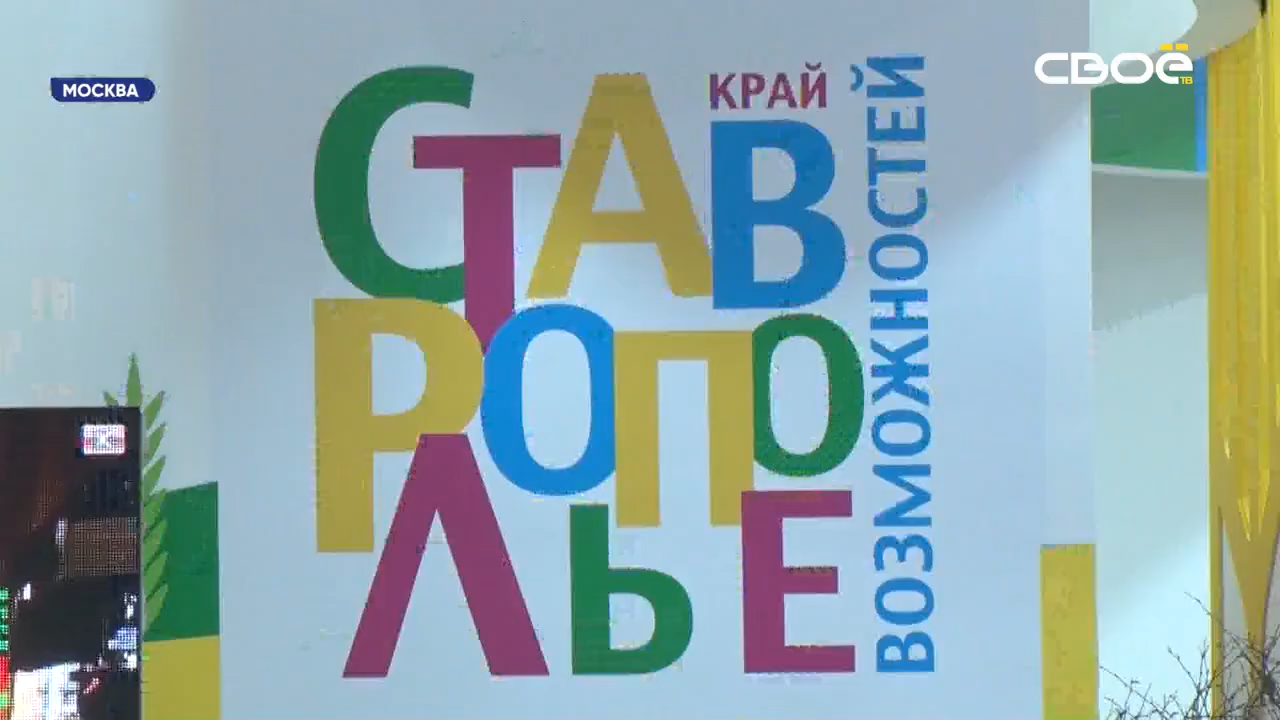 МОСКВА
СВОЁ
ТВ
КРАЙ
СТАВ
РОПО
ЛЬЕ
ВОЗМОЖНОСТЕЙ